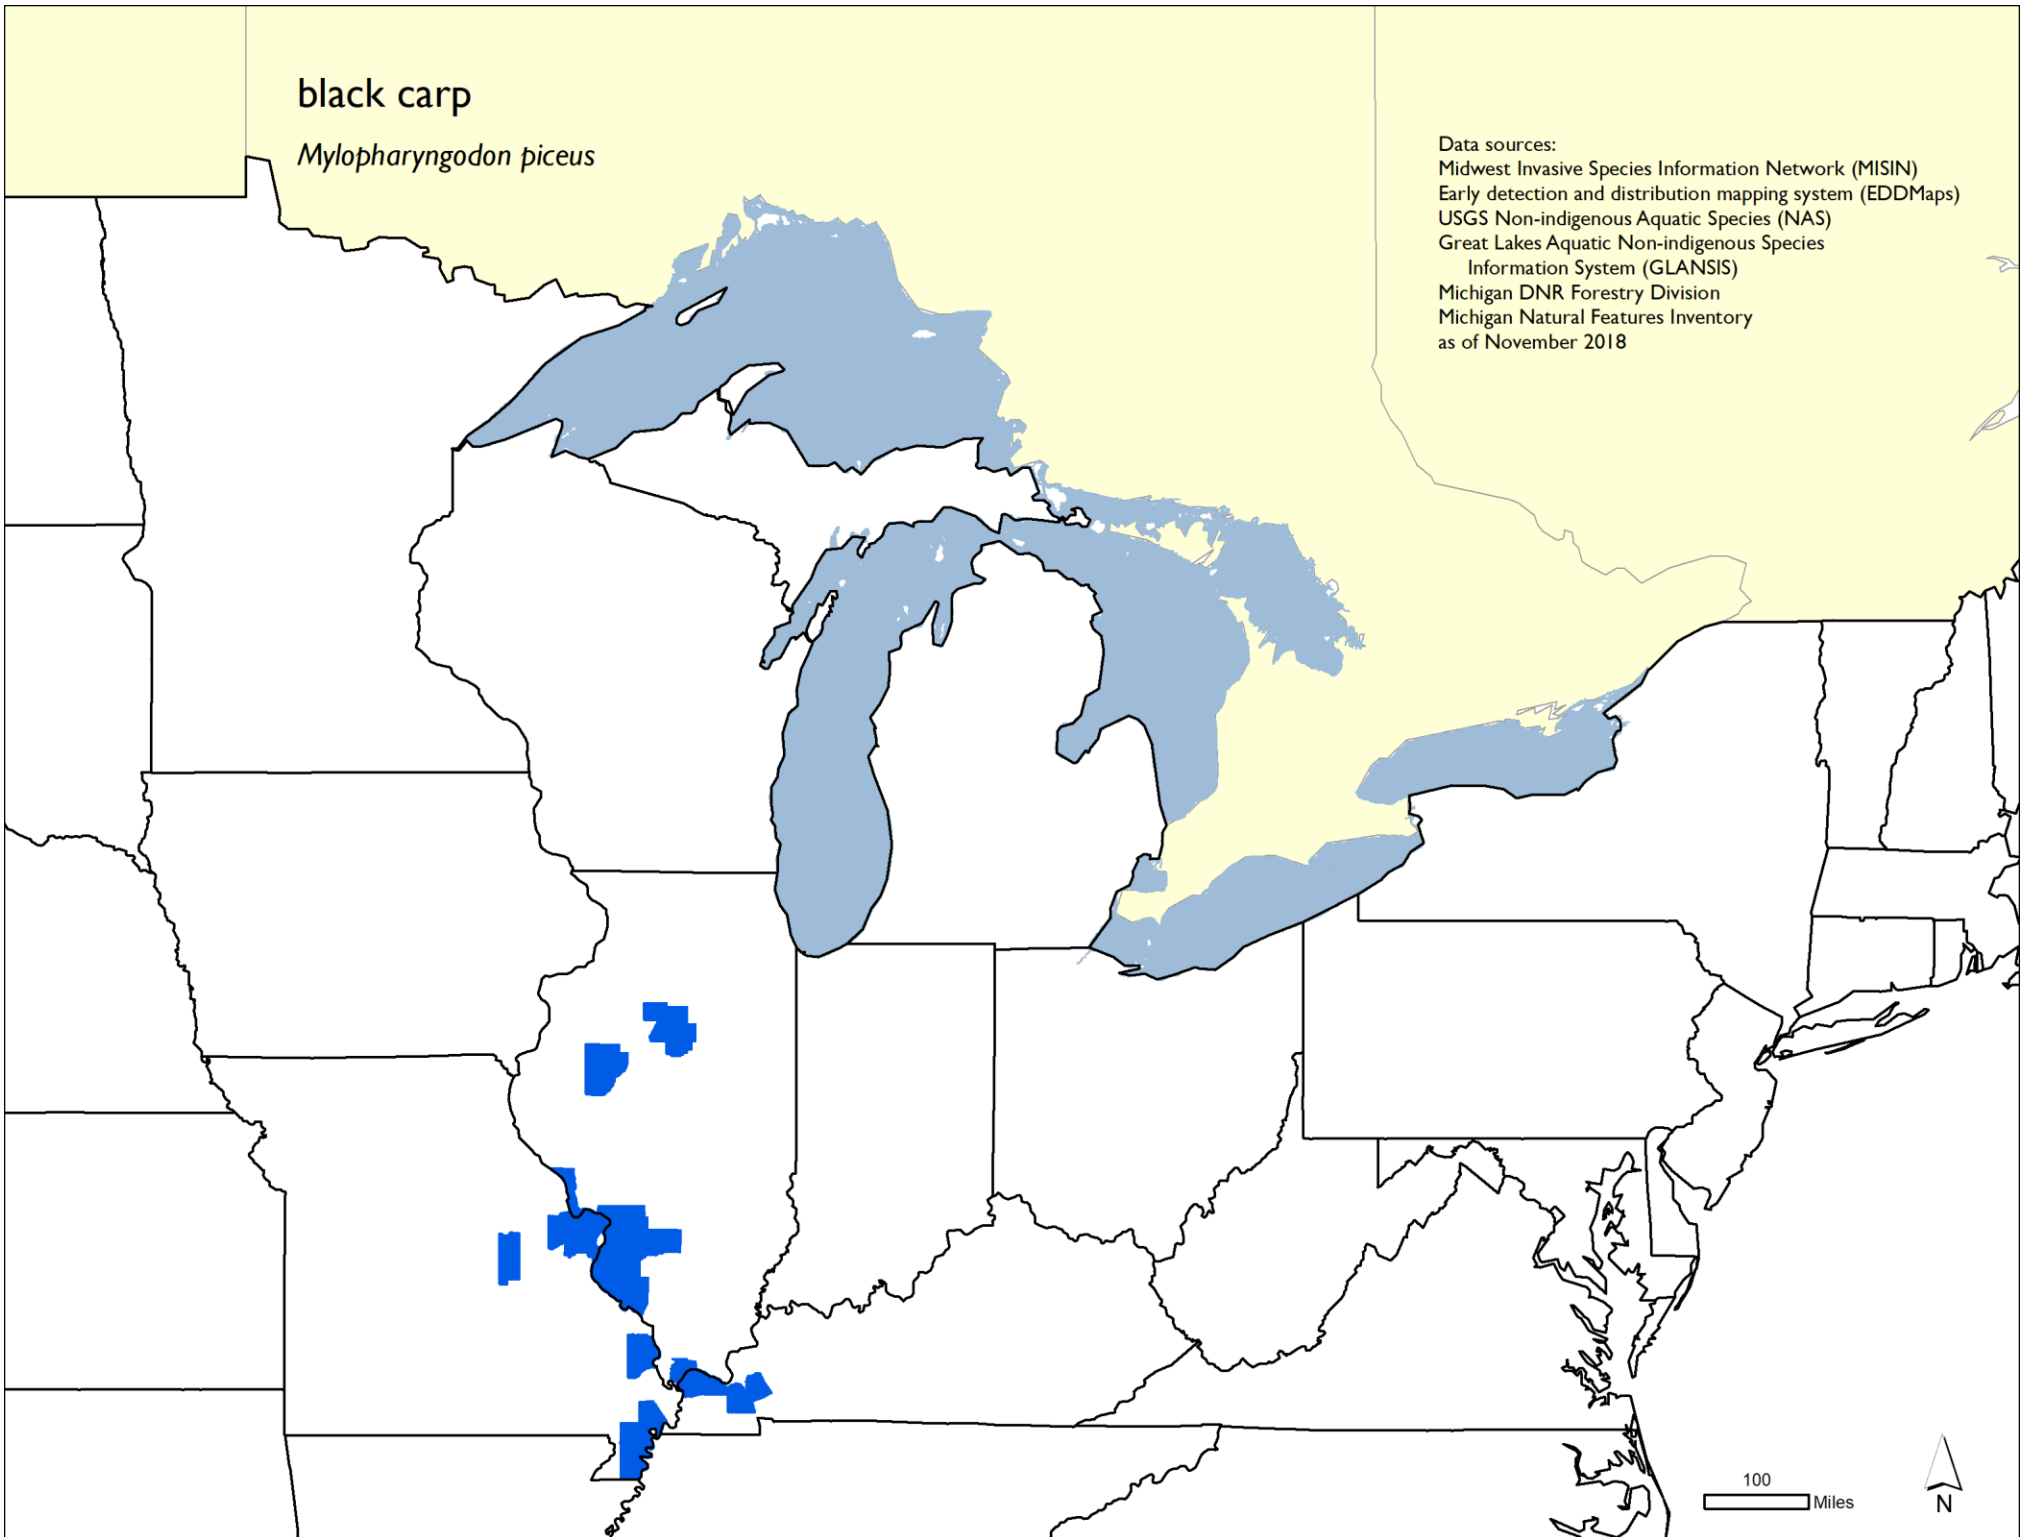 black carp
Mylopharyngodon piceus
Data sources:
Midwest Invasive Species Information Network (MISIN)
Early detection and distribution mapping system (EDDMaps)
USGS Non-indigenous Aquatic Species (NAS)
Great Lakes Aquatic Non-indigenous Species
Information System (GLANSIS)
Michigan DNR Forestry Division
Michigan Natural Features Inventory
as of November 2018
100
Miles
N